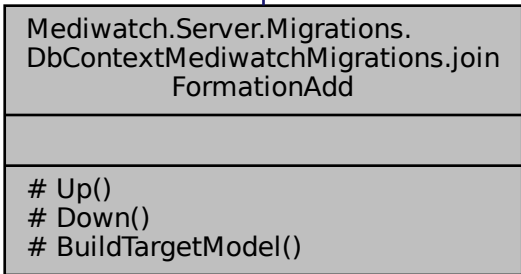 Mediwatch.Server.Migrations.
DbContextMediwatchMigrations.join
FormationAdd
# Up()
# Down()
# BuildTargetModel()